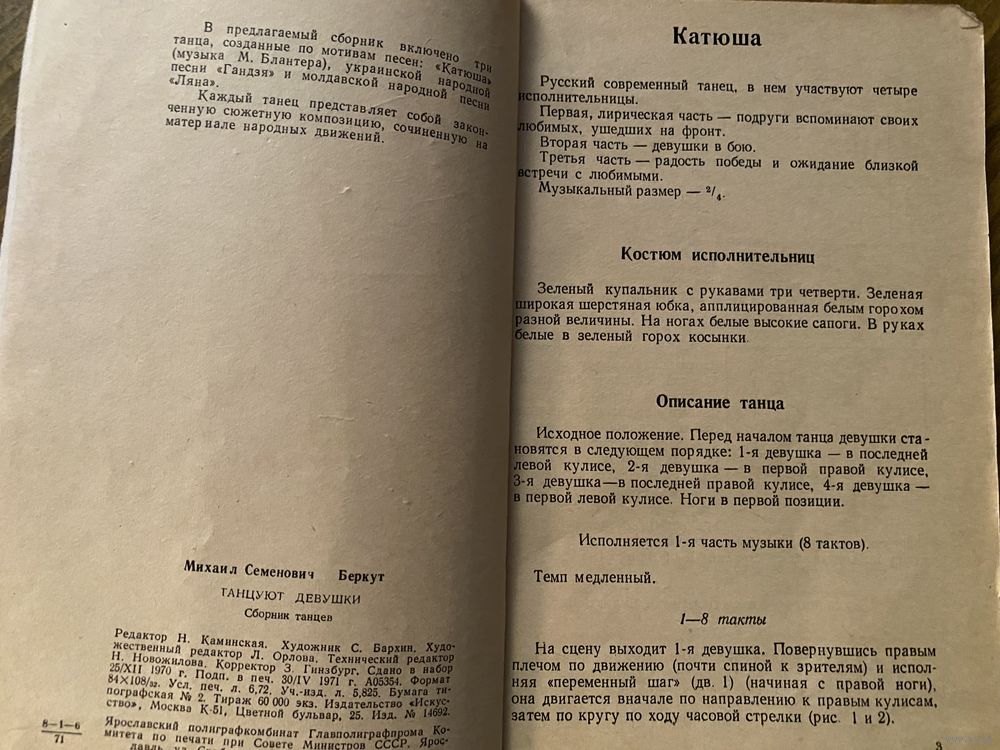 В предлагаемый сборник включено три
танца, созданные по мотивам песен: «Катюша»
(музыка М. Блантера), украинской народной
песни «Гандзя» и молдавской народной песни
«Ляна».
Каждый танец представляет собой закон-
ченную сюжетную композицию, сочиненную на
материале народных движений.
Михаил Семенович Беркут
ТАНЦУЮТ ДЕВУШКИ
Сборник танцев
Редактор Н. Каминская. Художник С. Бархин. Худо-
жественный редактор Л. Орлова. Технический редактор
Н. Новожилова. Корректор З. Гинзбург. Сдано в набор
25/XII 1970 г. Подп. в печ. 30/IV 1971 г. А05354. Формат
84×108/32. Усл. печ. л. 6,72. Уч.-изд. л. 5,825. Бумага ти-
пографская № 2. Тираж 60 000 экз. Издательство «Искус-
ство», Москва К-51, Цветной бульвар, 25. Изд. № 14692.
8—1—6
71
Ярославский полиграфкомбинат Главполиграфпрома Ко-
митета по печати при Совете Министров СССР. Ярос-
Катюша
Русский современный танец, в нем участвуют четыре
исполнительницы.
Первая, лирическая часть — подруги вспоминают своих
любимых, ушедших на фронт.
Вторая часть — девушки в бою.
Третья часть — радость победы и ожидание близкой
встречи с любимыми.
Музыкальный размер — 2/4.
Костюм исполнительниц
Зеленый купальник с рукавами три четверти. Зеленая
широкая шерстяная юбка, апплицированная белым горохом
разной величины. На ногах белые высокие сапоги. В руках
белые в зеленый горох косынки
Описание танца
Исходное положение. Перед началом танца девушки ста-
новятся в следующем порядке: 1-я девушка — в последней
левой кулисе, 2-я девушка — в первой правой кулисе,
3-я девушка—в последней правой кулисе, 4-я девушка —
в первой левой кулисе. Ноги в первой позиции.
Исполняется 1-я часть музыки (8 тактов).
Темп медленный.
1—8 такты
На сцену выходит 1-я девушка. Повернувшись правым
плечом по движению (почти спиной к зрителям) и испол-
няя «переменный шаг» (дв. 1) (начиная с правой ноги),
она двигается вначале по направлению к правым кулисам,
затем по кругу по ходу часовой стрелки (рис. 1 и 2).
3